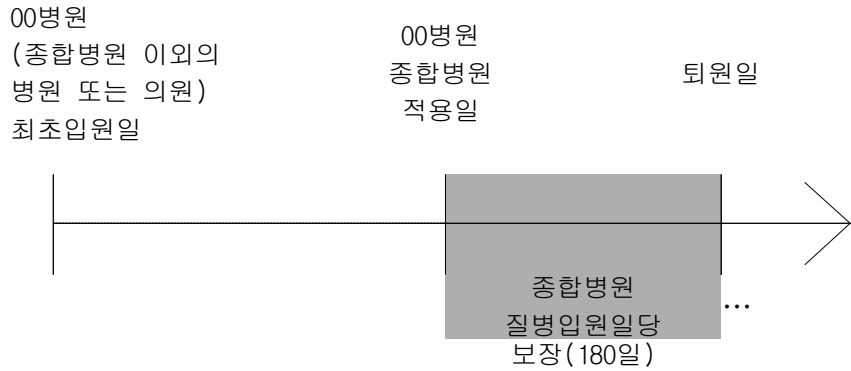 00병원
(종합병원 이외의
병원 또는 의원)
최초입원일
00병원
종합병원
적용일
퇴원일
종합병원
질병입원일당
보장(180일)
...